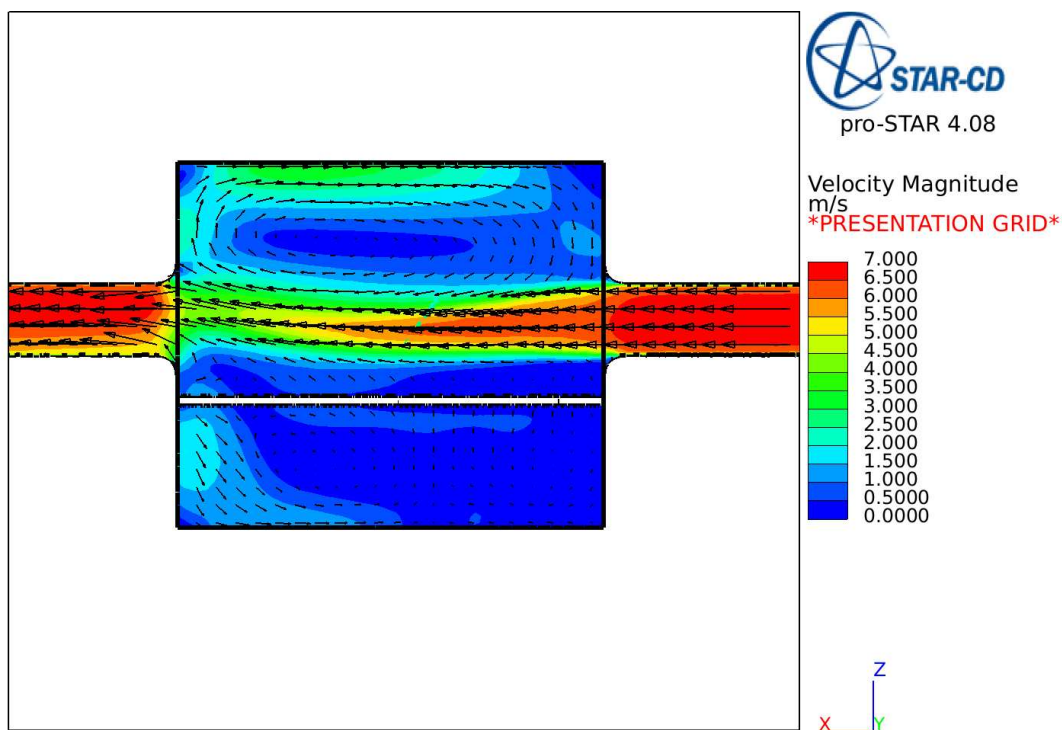 STAR-CD
pro-STAR 4.08
Velocity Magnitude
m/s
*PRESENTATION GRID*
7.000
6.500
6.000
5.500
5.000
4.500
4.000
3.500
3.000
2.500
2.000
1.500
1.000
0.5000
0.0000
Z
X
Y